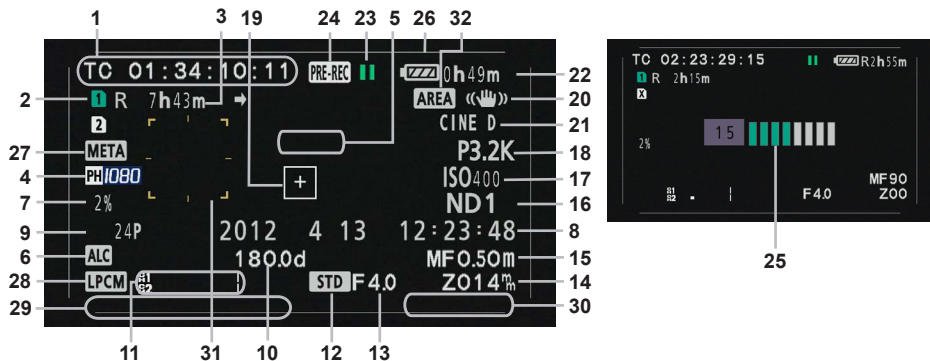 1 3 19 24 23 5 26 32
TC 01:34:10:11 PRE-REC 0h49m 22
2 1 R 7h43m AREA 20
2 CINE D 21
27 META P3.2K 18
4 PH 1080 + ISO400 17
7 2% ND1 16
9 24P 2012 4 13 12:23:48 8
6 ALC 180.0d MF0.50m 15
28 LPCM STD F4.0 Z014mm 14
29 30
11 31 10 12 13
TC 02:23:29:15 R2h55m
1 R 2h15m
X
2% 15
MF90
F4.0 Z00
25